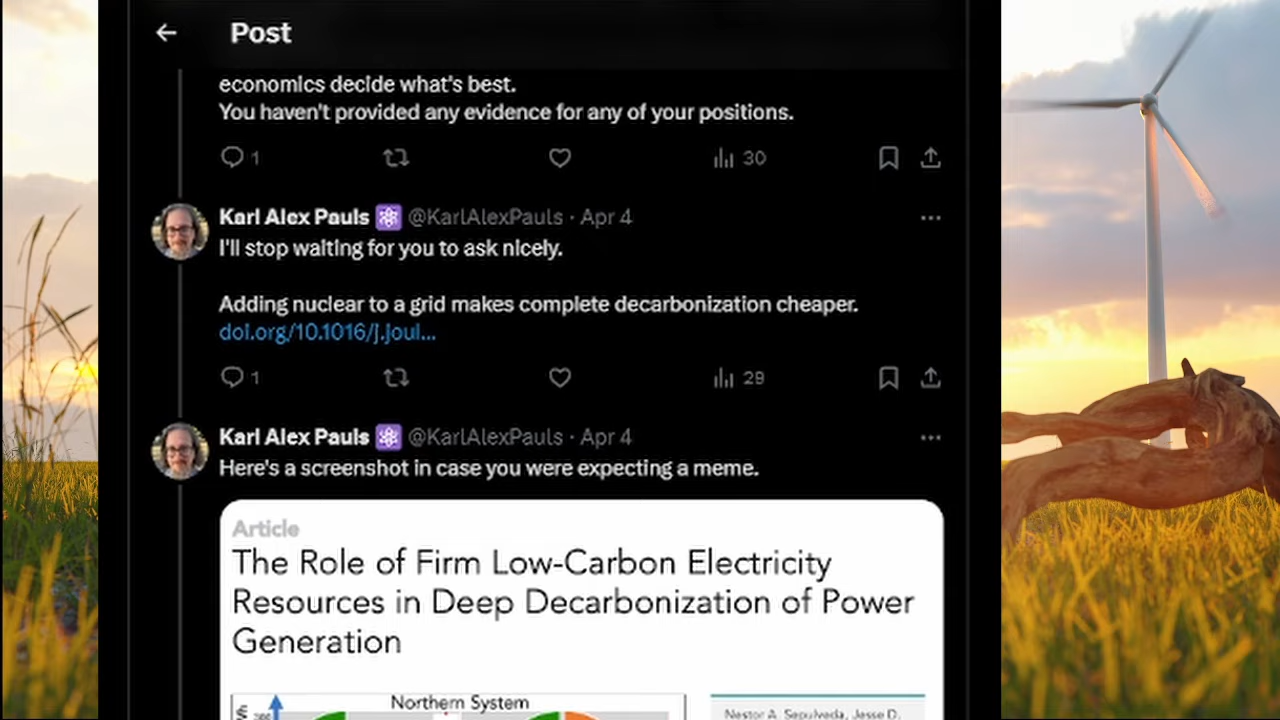 Post
economics decide what's best.
You haven't provided any evidence for any of your positions.
1 30
Karl Alex Pauls @KarlAlexPauls · Apr 4
I'll stop waiting for you to ask nicely.
Adding nuclear to a grid makes complete decarbonization cheaper.
doi.org/10.1016/j.joul...
1 29
Karl Alex Pauls @KarlAlexPauls · Apr 4
Here's a screenshot in case you were expecting a meme.
Article
The Role of Firm Low-Carbon Electricity
Resources in Deep Decarbonization of Power
Generation
Northern System
Nestor A. Sepulveda, Jesse D.